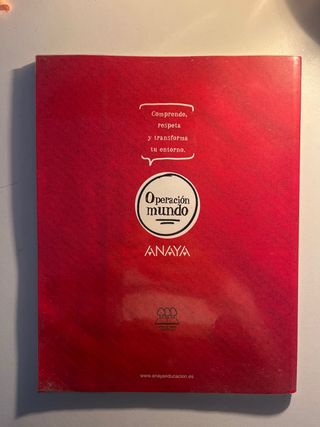 Comprende,
respeta
y transforma
tu entorno.
Operación
mundo
ANAYA
www.anayaeducacion.es